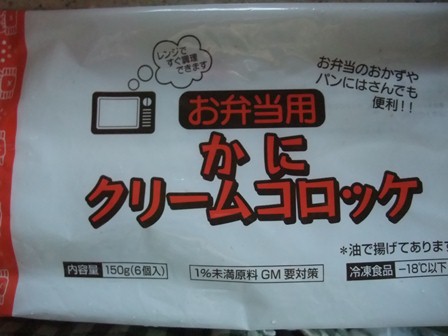 レンジで
すぐ調理
できます
お弁当のおかずや
パンにはさんでも
便利!!
お弁当用
かに
クリームコロッケ
*油で揚げてあります
内容量 150g(6個入)
1%未満原料 GM 要対策
冷凍食品 -18℃以下